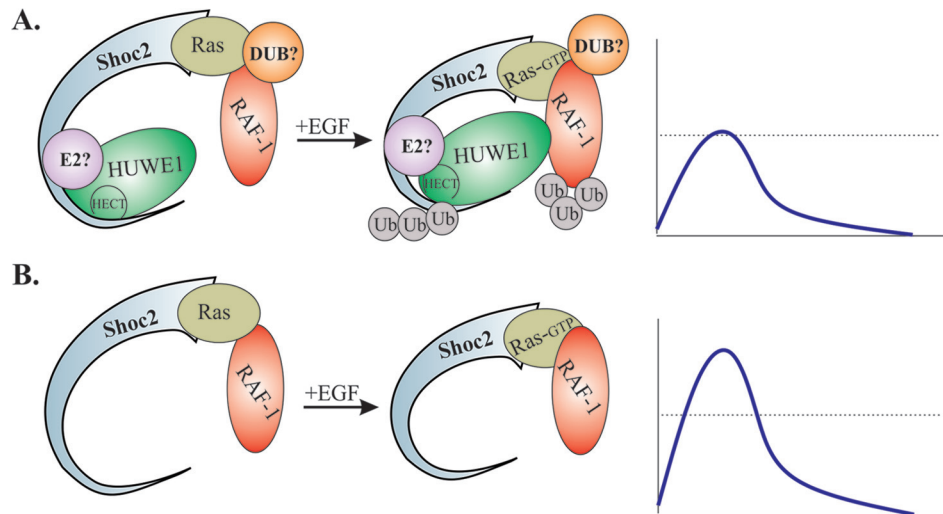 A.
Shoc2
Ras
DUB?
RAF-1
E2?
HUWE1
HECT
+EGF
Shoc2
Ras-GTP
DUB?
RAF-1
E2?
HUWE1
HECT
Ub
Ub
Ub
Ub
Ub
Ub
B.
Shoc2
Ras
RAF-1
+EGF
Shoc2
Ras-GTP
RAF-1